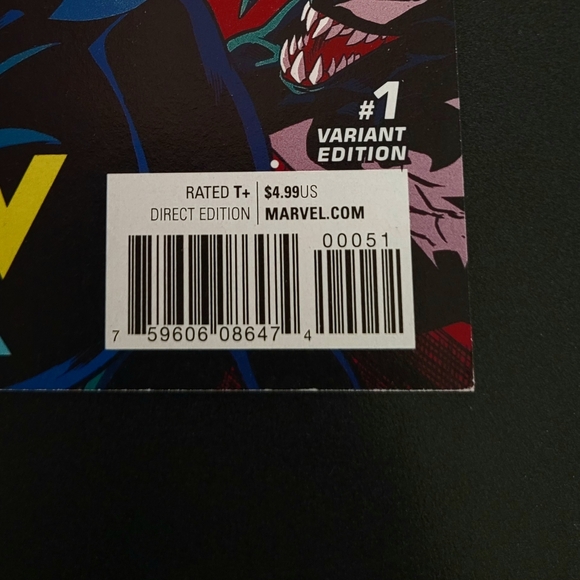 #1
VARIANT
EDITION
RATED T+ $4.99US
DIRECT EDITION MARVEL.COM
00051
7 59606 08647 4